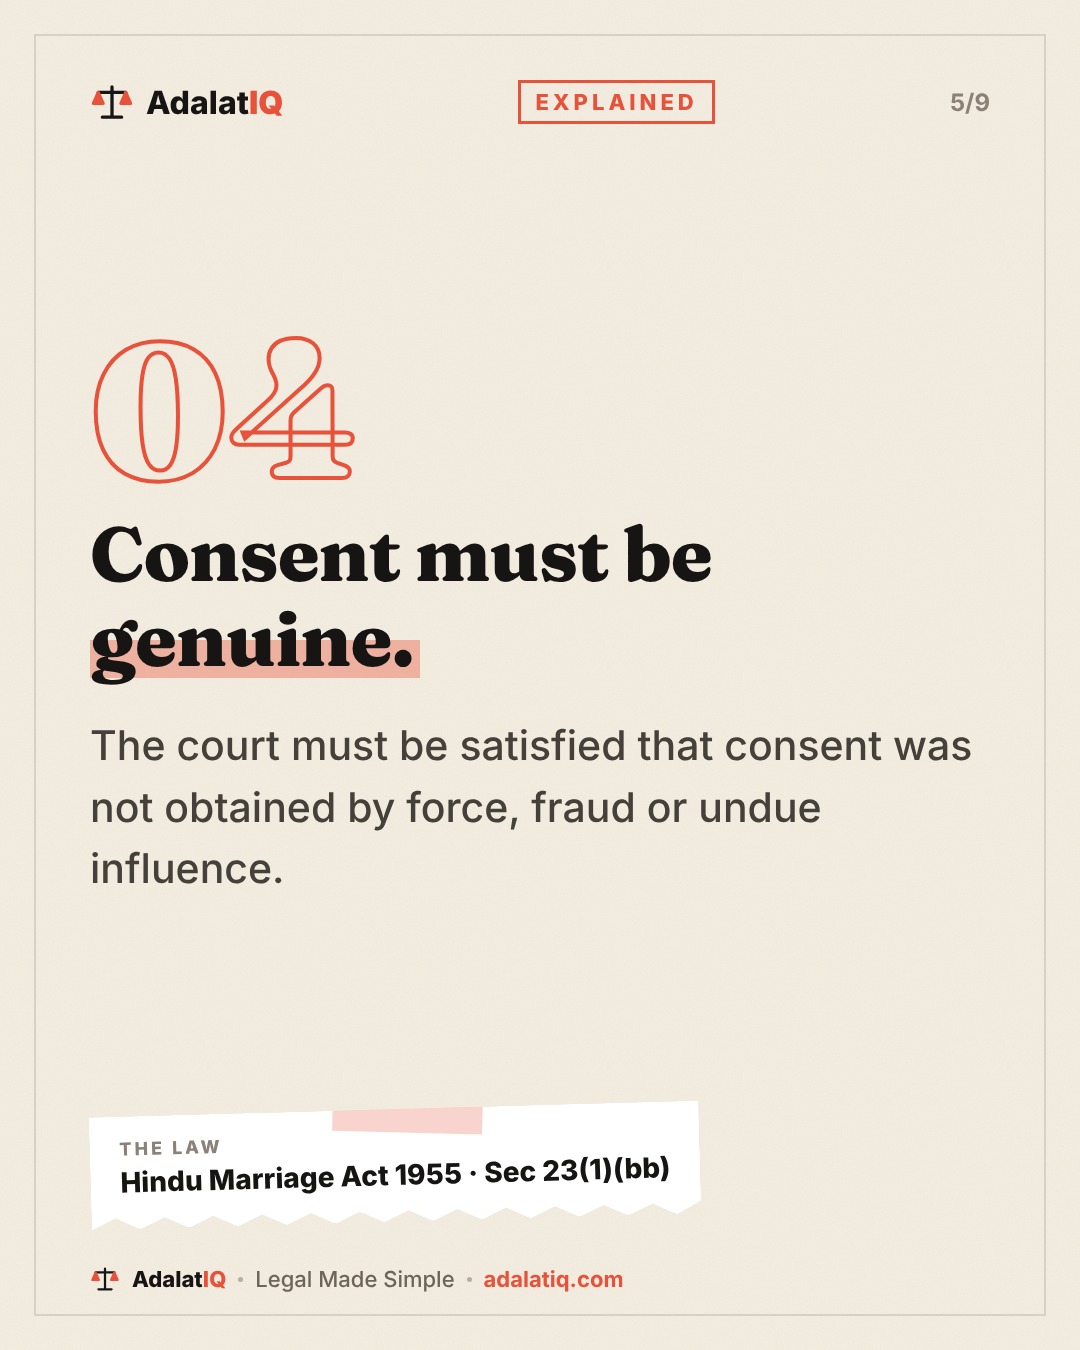 AdalatIQ
EXPLAINED
5/9
04
Consent must be
genuine.
The court must be satisfied that consent was
not obtained by force, fraud or undue
influence.
THE LAW
Hindu Marriage Act 1955 · Sec 23(1)(bb)
AdalatIQ • Legal Made Simple • adalatiq.com